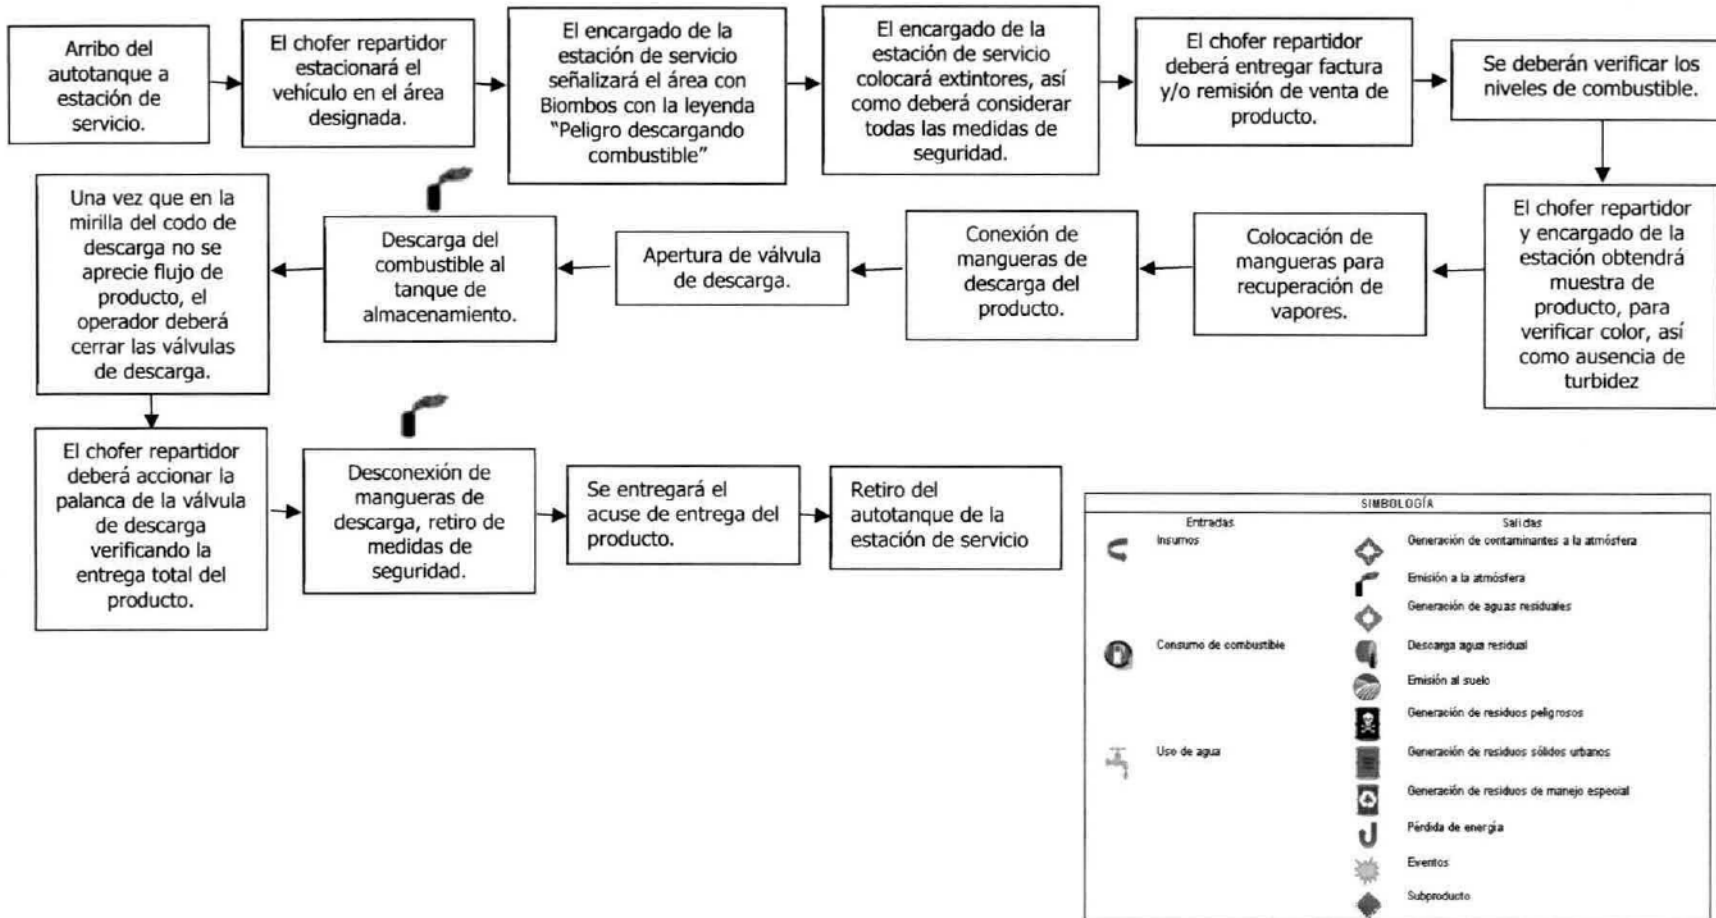 Arribo del
autotanque a
estación de
servicio.
El chofer repartidor
estacionará el
vehículo en el área
designada.
El encargado de la
estación de servicio
señalizará el área con
Biombos con la leyenda
"Peligro descargando
combustible"
El encargado de la
estación de servicio
colocará extintores, así
como deberá considerar
todas las medidas de
seguridad.
El chofer repartidor
deberá entregar factura
y/o remisión de venta de
producto.
Se deberán verificar los
niveles de combustible.
El chofer repartidor
y encargado de la
estación obtendrá
muestra de
producto, para
verificar color, así
como ausencia de
turbidez
Colocación de
mangueras para
recuperación de
vapores.
Conexión de
mangueras de
descarga del
producto.
Apertura de válvula
de descarga.
Descarga del
combustible al
tanque de
almacenamiento.
Una vez que en la
mirilla del codo de
descarga no se
aprecie flujo de
producto, el
operador deberá
cerrar las válvulas
de descarga.
El chofer repartidor
deberá accionar la
palanca de la válvula
de descarga
verificando la
entrega total del
producto.
Desconexión de
mangueras de
descarga, retiro de
medidas de
seguridad.
Se entregará el
acuse de entrega del
producto.
Retiro del
autotanque de la
estación de servicio
SIMBOLOGÍA
Entradas
Salidas
Insumos
Generación de contaminantes a la atmósfera
Emisión a la atmósfera
Generación de aguas residuales
Consumo de combustible
Descarga agua residual
Emisión al suelo
Generación de residuos peligrosos
Uso de agua
Generación de residuos sólidos urbanos
Generación de residuos de manejo especial
Pérdida de energía
Eventos
Subproducto